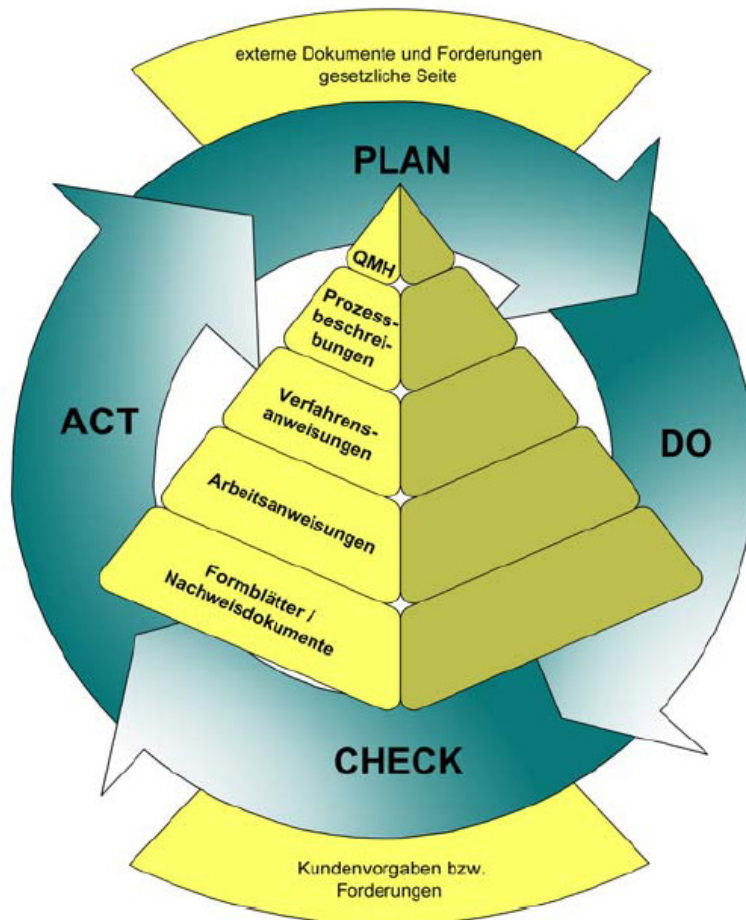 externe Dokumente und Forderungen
gesetzliche Seite
PLAN
QMH
Prozess-
beschrei-
bungen
ACT
Verfahrens-
anweisungen
DO
Arbeitsanweisungen
Formblätter /
Nachweisdokumente
CHECK
Kundenvorgaben bzw.
Forderungen